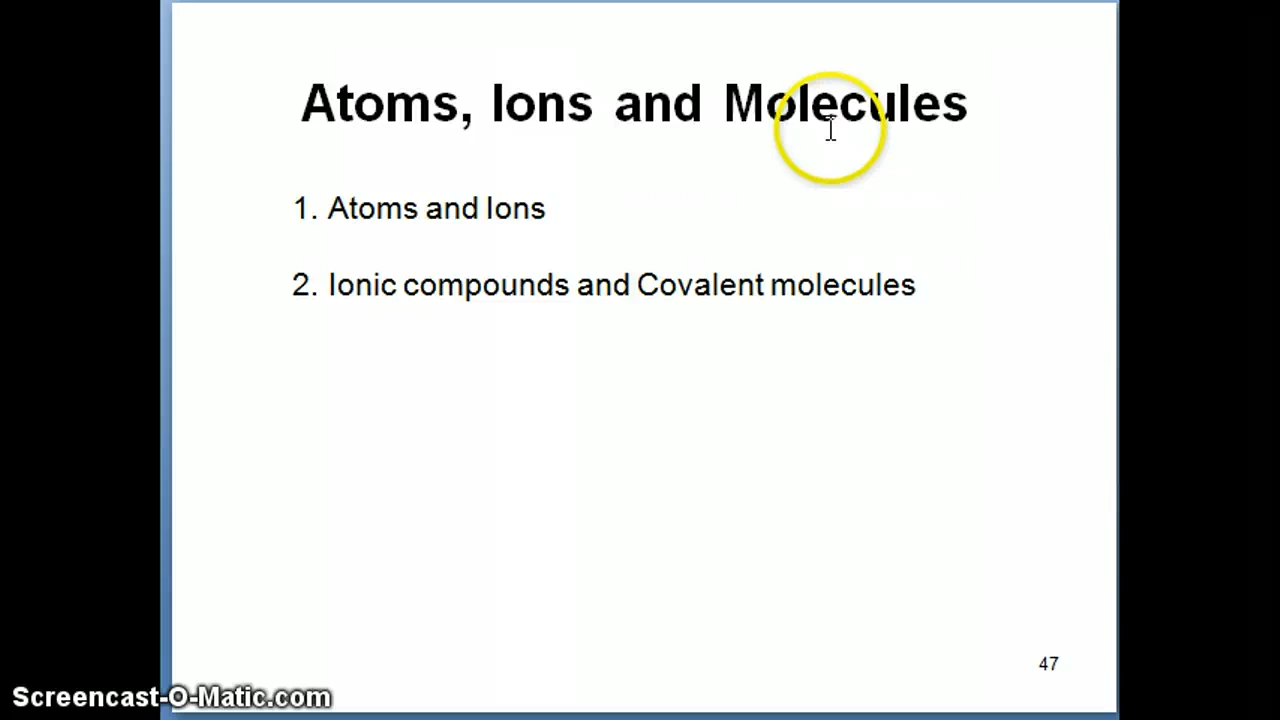 Atoms, Ions and Molecules
1. Atoms and Ions
2. Ionic compounds and Covalent molecules
47
Screencast-O-Matic.com